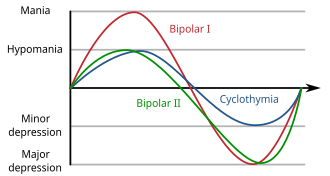 Mania
Bipolar I
Hypomania
Cyclothymia
Bipolar II
Minor
depression
Major
depression